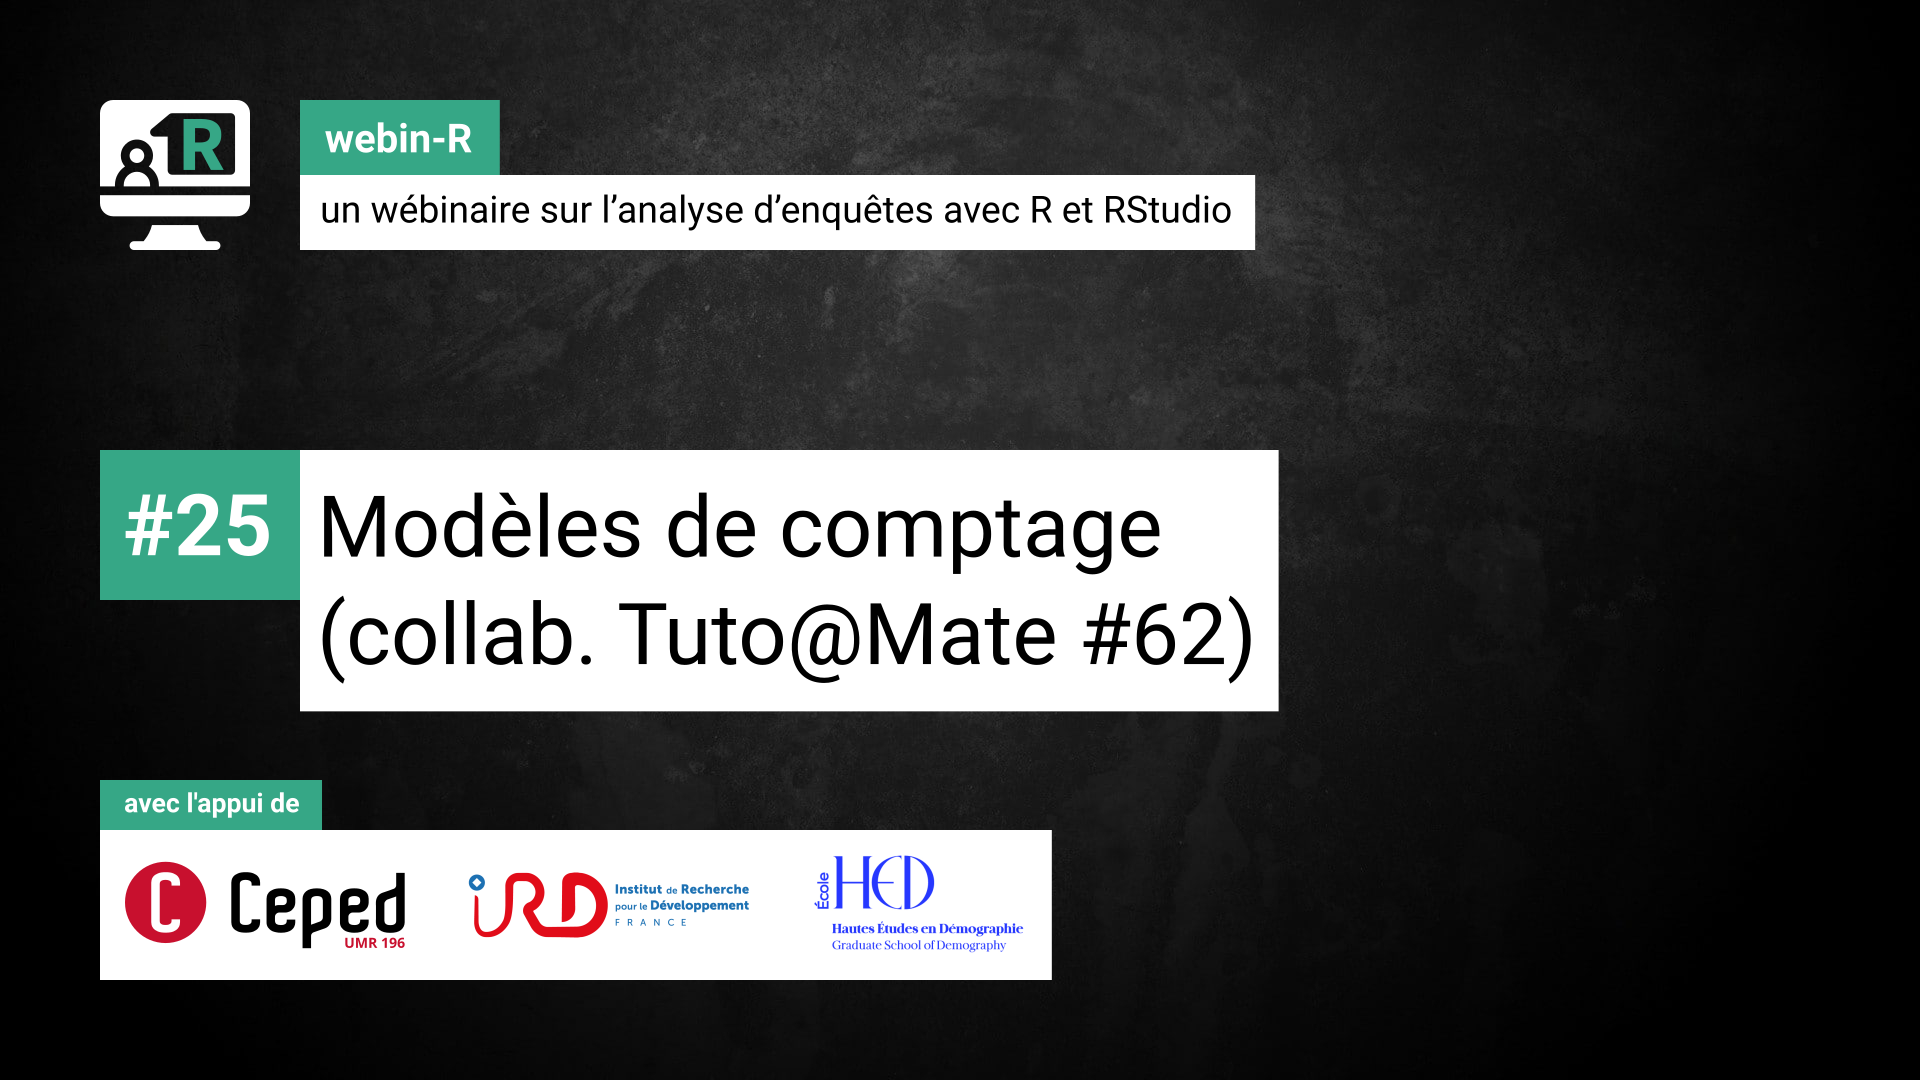 R
webin-R
un wébinaire sur l’analyse d’enquêtes avec R et RStudio
#25
Modèles de comptage
(collab. Tuto@Mate #62)
avec l'appui de
C Ceped
UMR 196
IRD
Institut de Recherche
pour le Développement
FRANCE
École HED
Hautes Études en Démographie
Graduate School of Demography